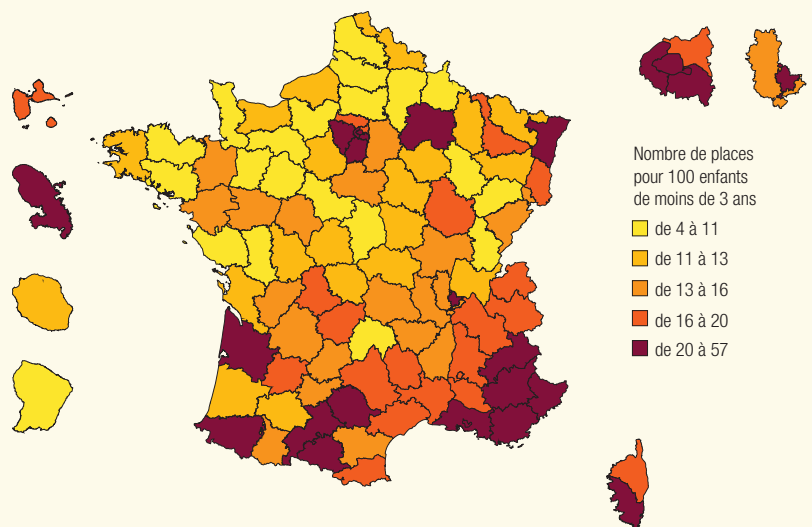 Nombre de places
pour 100 enfants
de moins de 3 ans
de 4 à 11
de 11 à 13
de 13 à 16
de 16 à 20
de 20 à 57